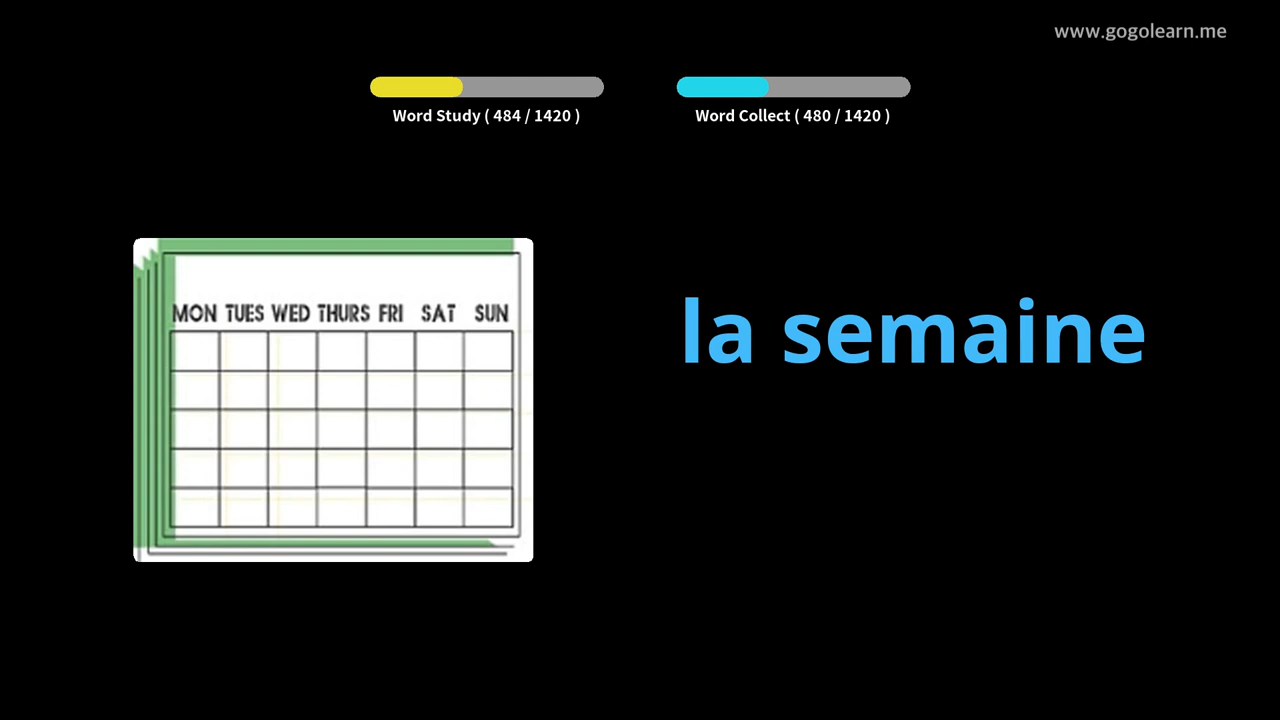 www.gogolearn.me
Word Study ( 484 / 1420 )
Word Collect ( 480 / 1420 )
MON TUES WED THURS FRI SAT SUN
la semaine